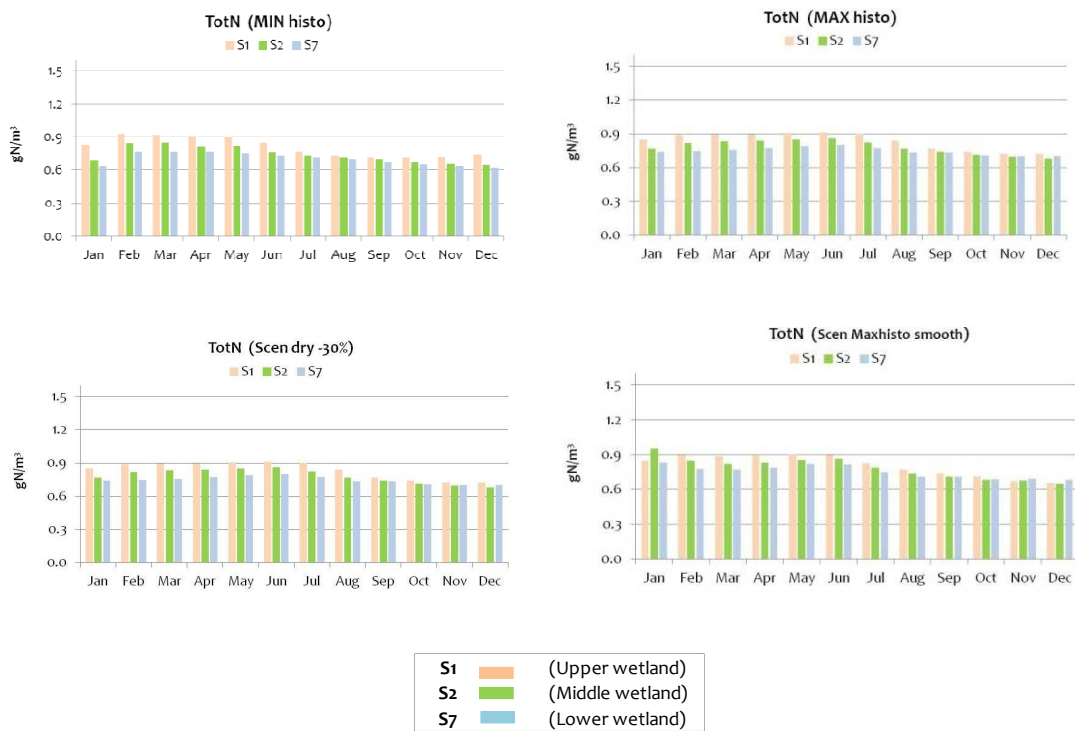 TotN (MIN histo)
S1 S2 S7
1.5
1.2
0.9
0.6
0.3
0.0
gN/m³
Jan Feb Mar Apr May Jun Jul Aug Sep Oct Nov Dec
TotN (MAX histo)
S1 S2 S7
1.5
1.2
0.9
0.6
0.3
0.0
gN/m³
Jan Feb Mar Apr May Jun Jul Aug Sep Oct Nov Dec
TotN (Scen dry -30%)
S1 S2 S7
1.5
1.2
0.9
0.6
0.3
0.0
gN/m³
Jan Feb Mar Apr May Jun Jul Aug Sep Oct Nov Dec
TotN (Scen Maxhisto smooth)
S1 S2 S7
1.5
1.2
0.9
0.6
0.3
0.0
gN/m³
Jan Feb Mar Apr May Jun Jul Aug Sep Oct Nov Dec
S1 (Upper wetland)
S2 (Middle wetland)
S7 (Lower wetland)